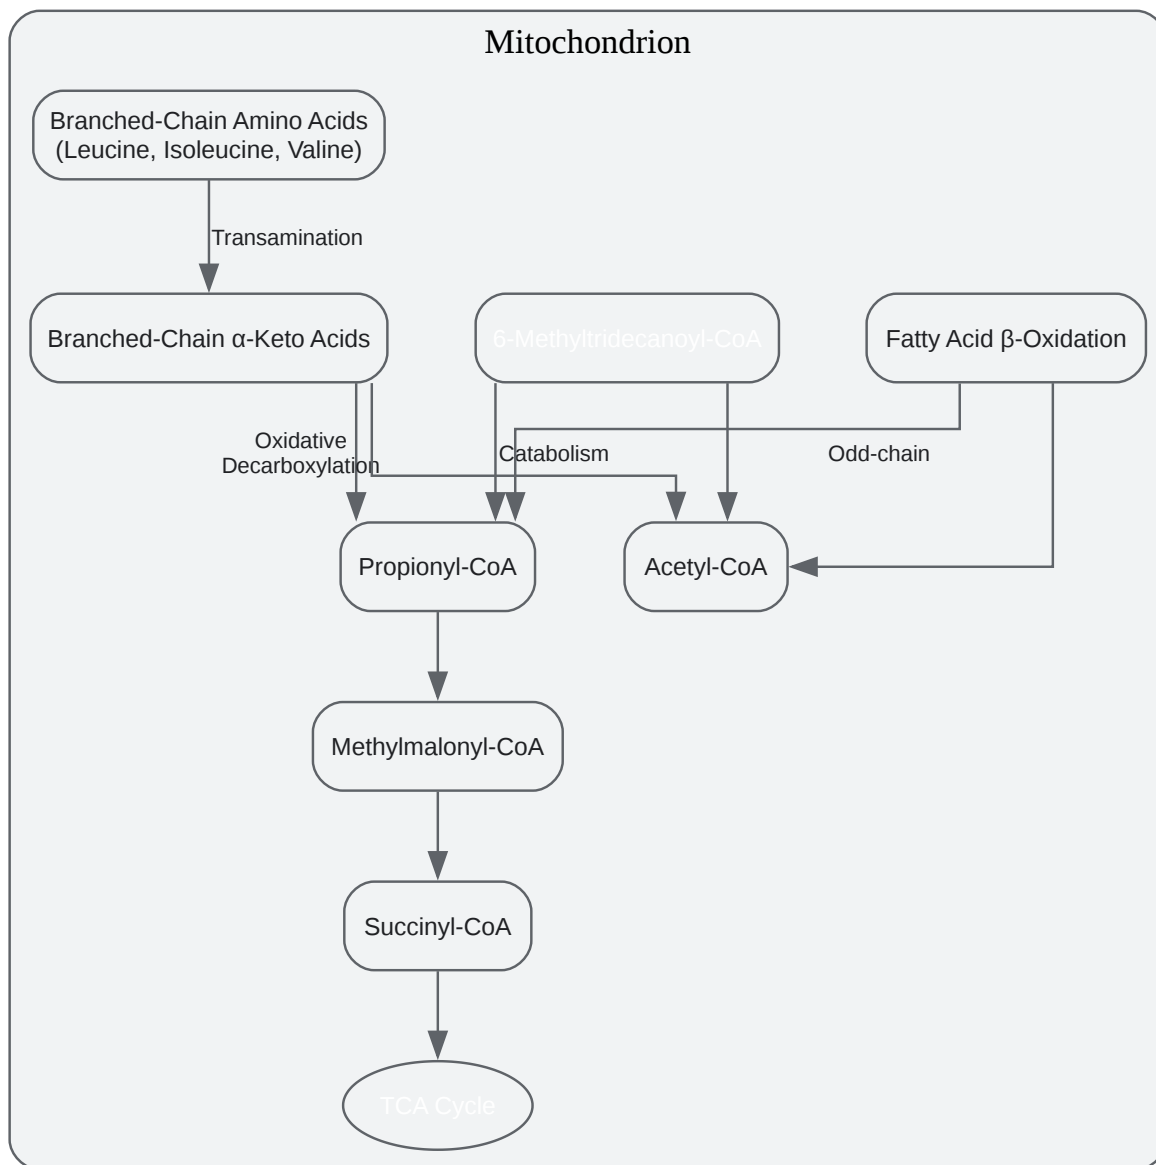 Mitochondrion
Branched-Chain Amino Acids
(Leucine, Isoleucine, Valine)
Transamination
Branched-Chain α-Keto Acids
6-Methyltridecanoyl-CoA
Fatty Acid β-Oxidation
Oxidative
Decarboxylation
Catabolism
Odd-chain
Propionyl-CoA
Acetyl-CoA
Methylmalonyl-CoA
Succinyl-CoA
TCA Cycle